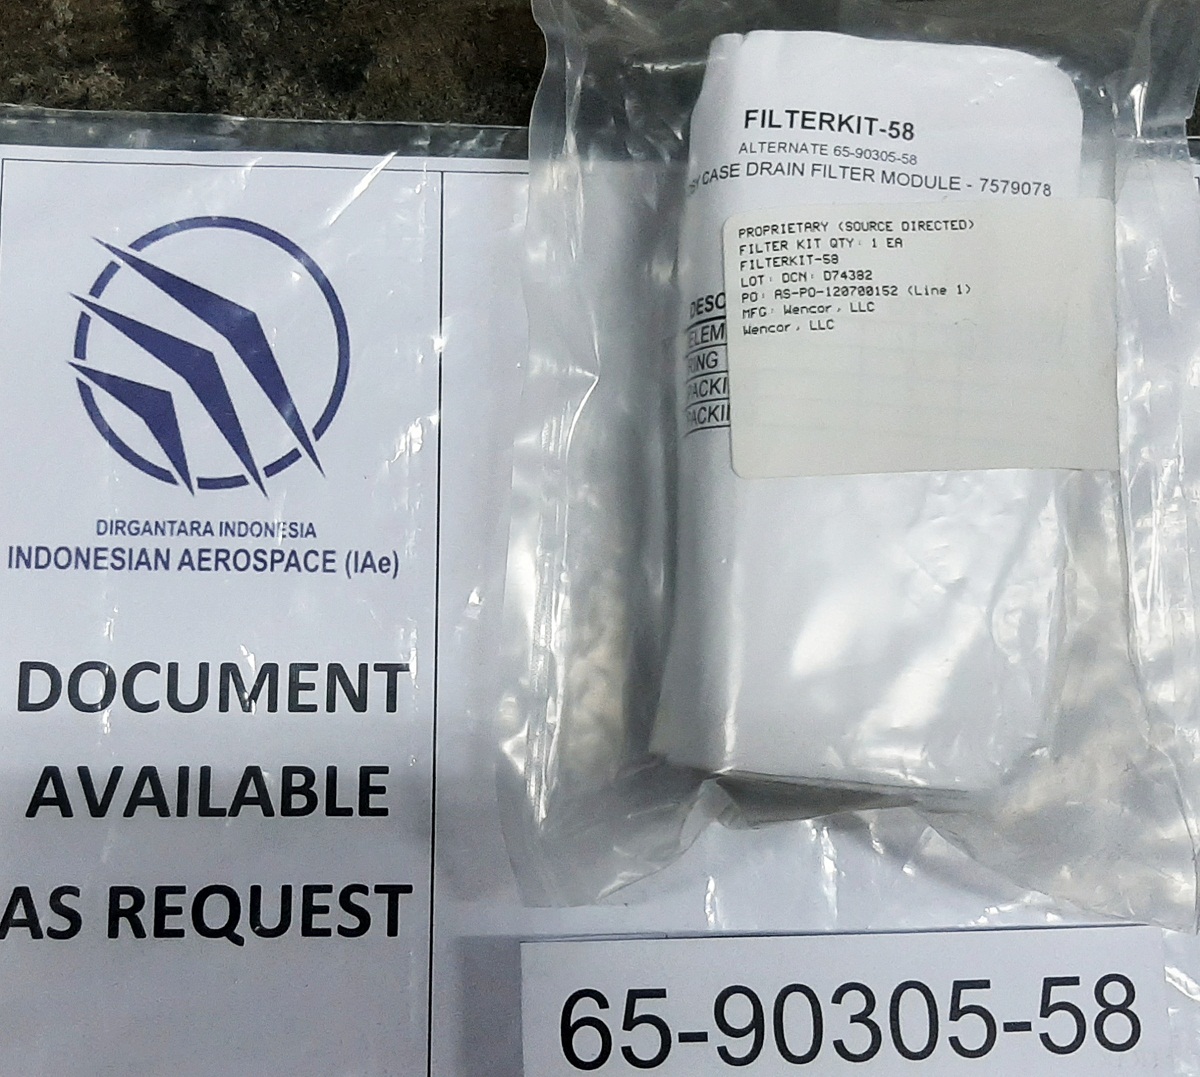 DIRGANTARA INDONESIA
INDONESIAN AEROSPACE (IAe)
DOCUMENT
AVAILABLE
AS REQUEST
FILTERKIT-58
ALTERNATE 65-90305-58
CASE DRAIN FILTER MODULE - 7579078
PROPRIETARY (SOURCE DIRECTED)
FILTER KIT QTY: 1 EA
FILTERKIT-58
LOT: DCN: D74382
PO: AS-PO-120700152 (Line 1)
MFG: Wencor, LLC
Wencor, LLC
DESC
ELEM
RING
PACKI
PACKI
65-90305-58